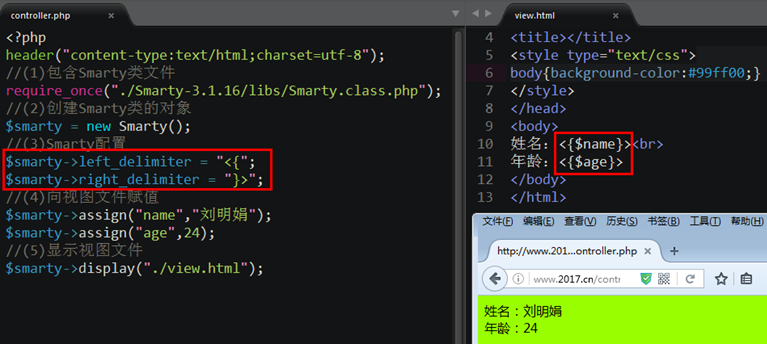 controller.php ×
<?php
header("content-type:text/html;charset=utf-8");
//(1)包含Smarty类文件
require_once("./Smarty-3.1.16/libs/Smarty.class.php");
//(2)创建Smarty类的对象
$smarty = new Smarty();
//(3)Smarty配置
$smarty->left_delimiter = "<{";
$smarty->right_delimiter = "}>";
//(4)向视图文件赋值
$smarty->assign("name","刘明娟");
$smarty->assign("age",24);
//(5)显示视图文件
$smarty->display("./view.html");
view.html ×
4 <title></title>
5 <style type="text/css">
6 body{background-color:#99ff00;}
7 </style>
8 </head>
9 <body>
10 姓名：<{$name}><br>
11 年龄：<{$age}>
12 </body>
13 </html>
文件(F) 编辑(E) 查看(V) 历史(S) 书签(B) 工具(T) 帮助(H)
http://www.201...ontroller.php × +
www.2017.cn/contr
姓名：刘明娟
年龄：24